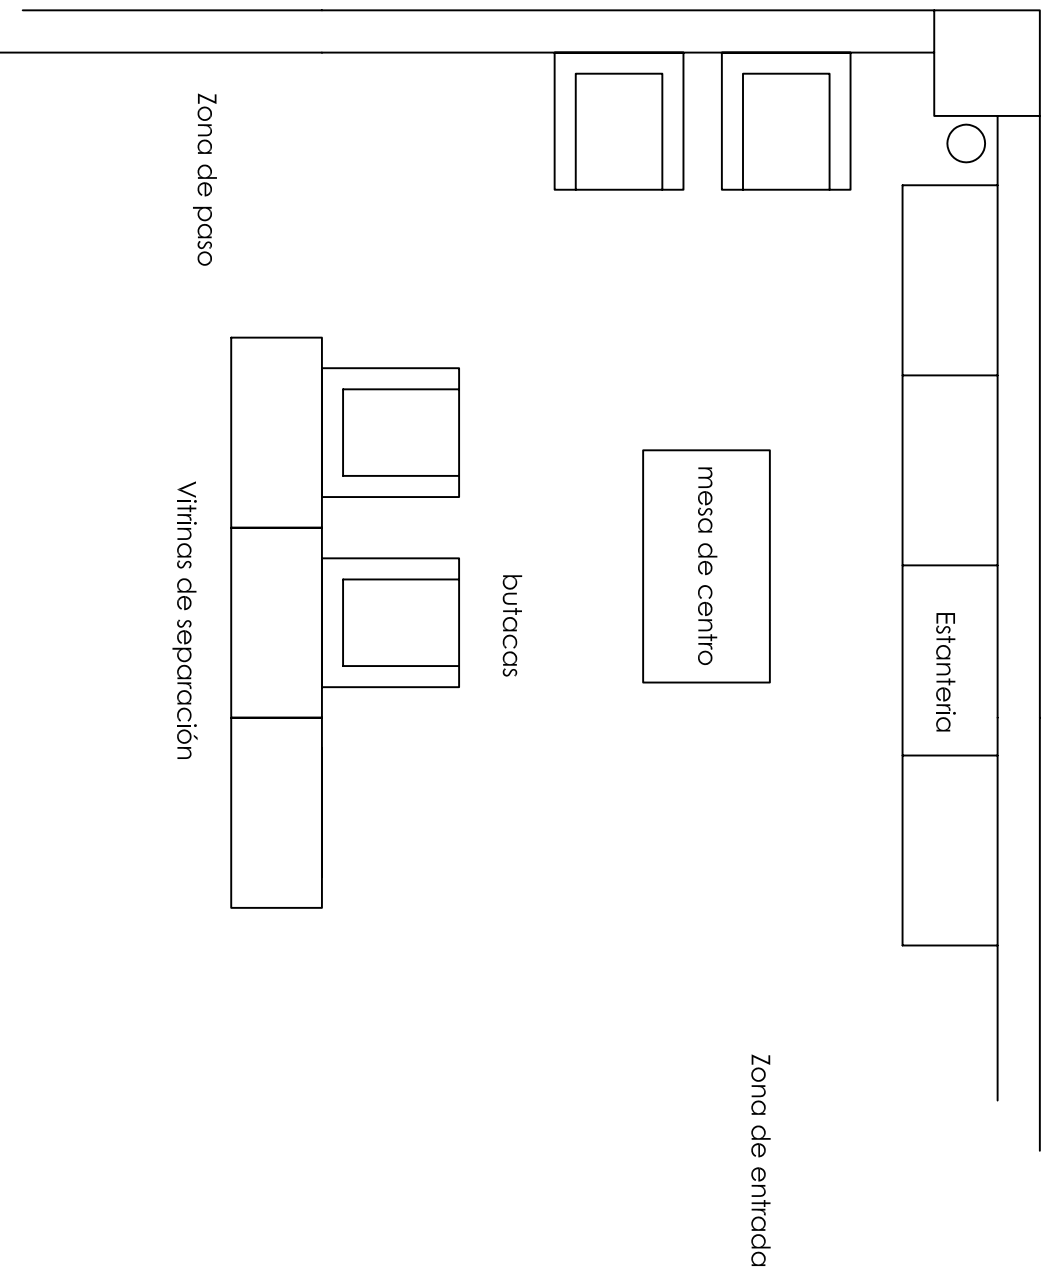 Estanteria
mesa de centro
Zona de entrada
butacas
Zona de paso
Vitrinas de separación